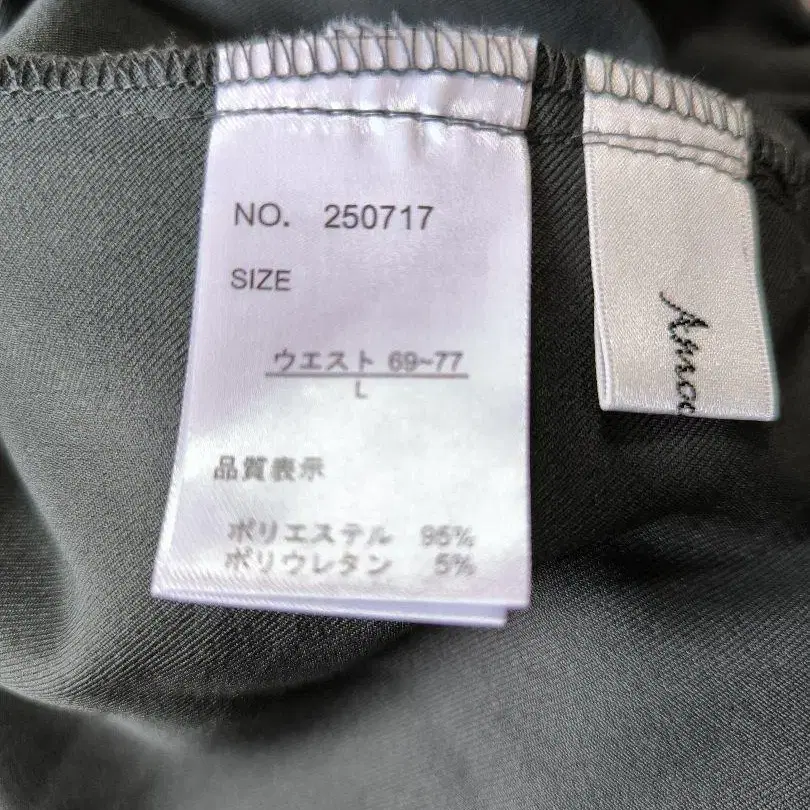 NO. 250717
SIZE
ウエスト 69~77
L
品質表示
ポリエステル 95%
ポリウレタン 5%